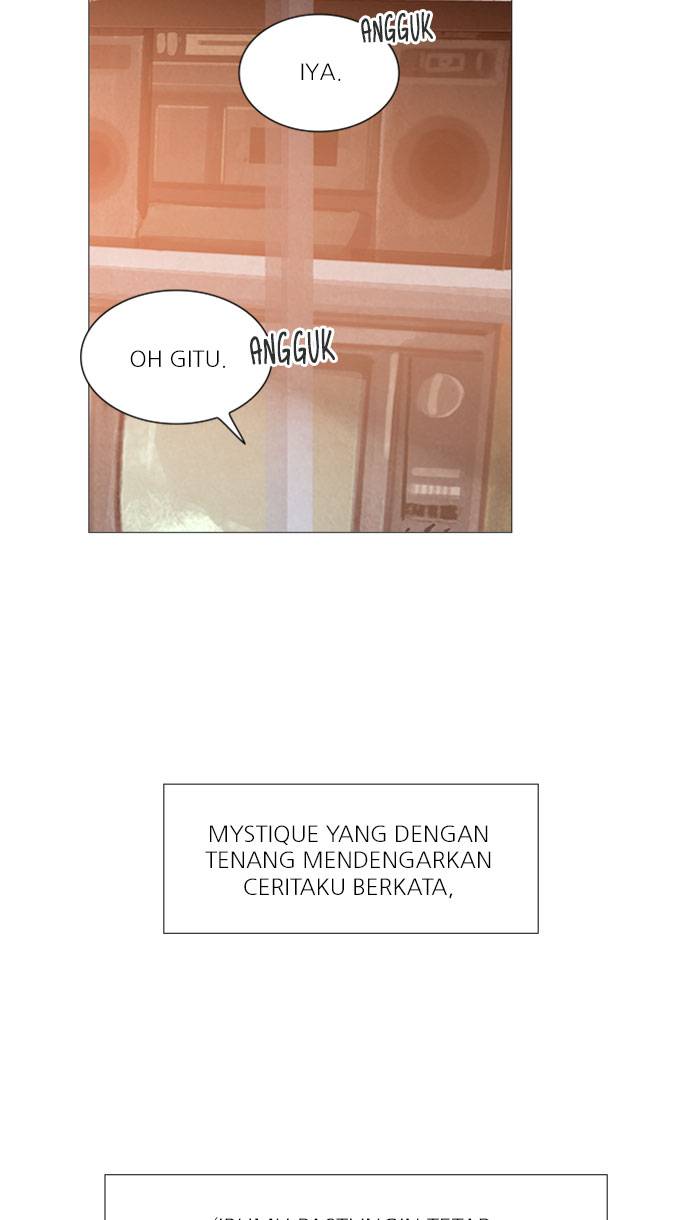 ANGGUK
IYA.
OH GITU.
ANGGUK
MYSTIQUE YANG DENGAN
TENANG MENDENGARKAN
CERITAKU BERKATA,